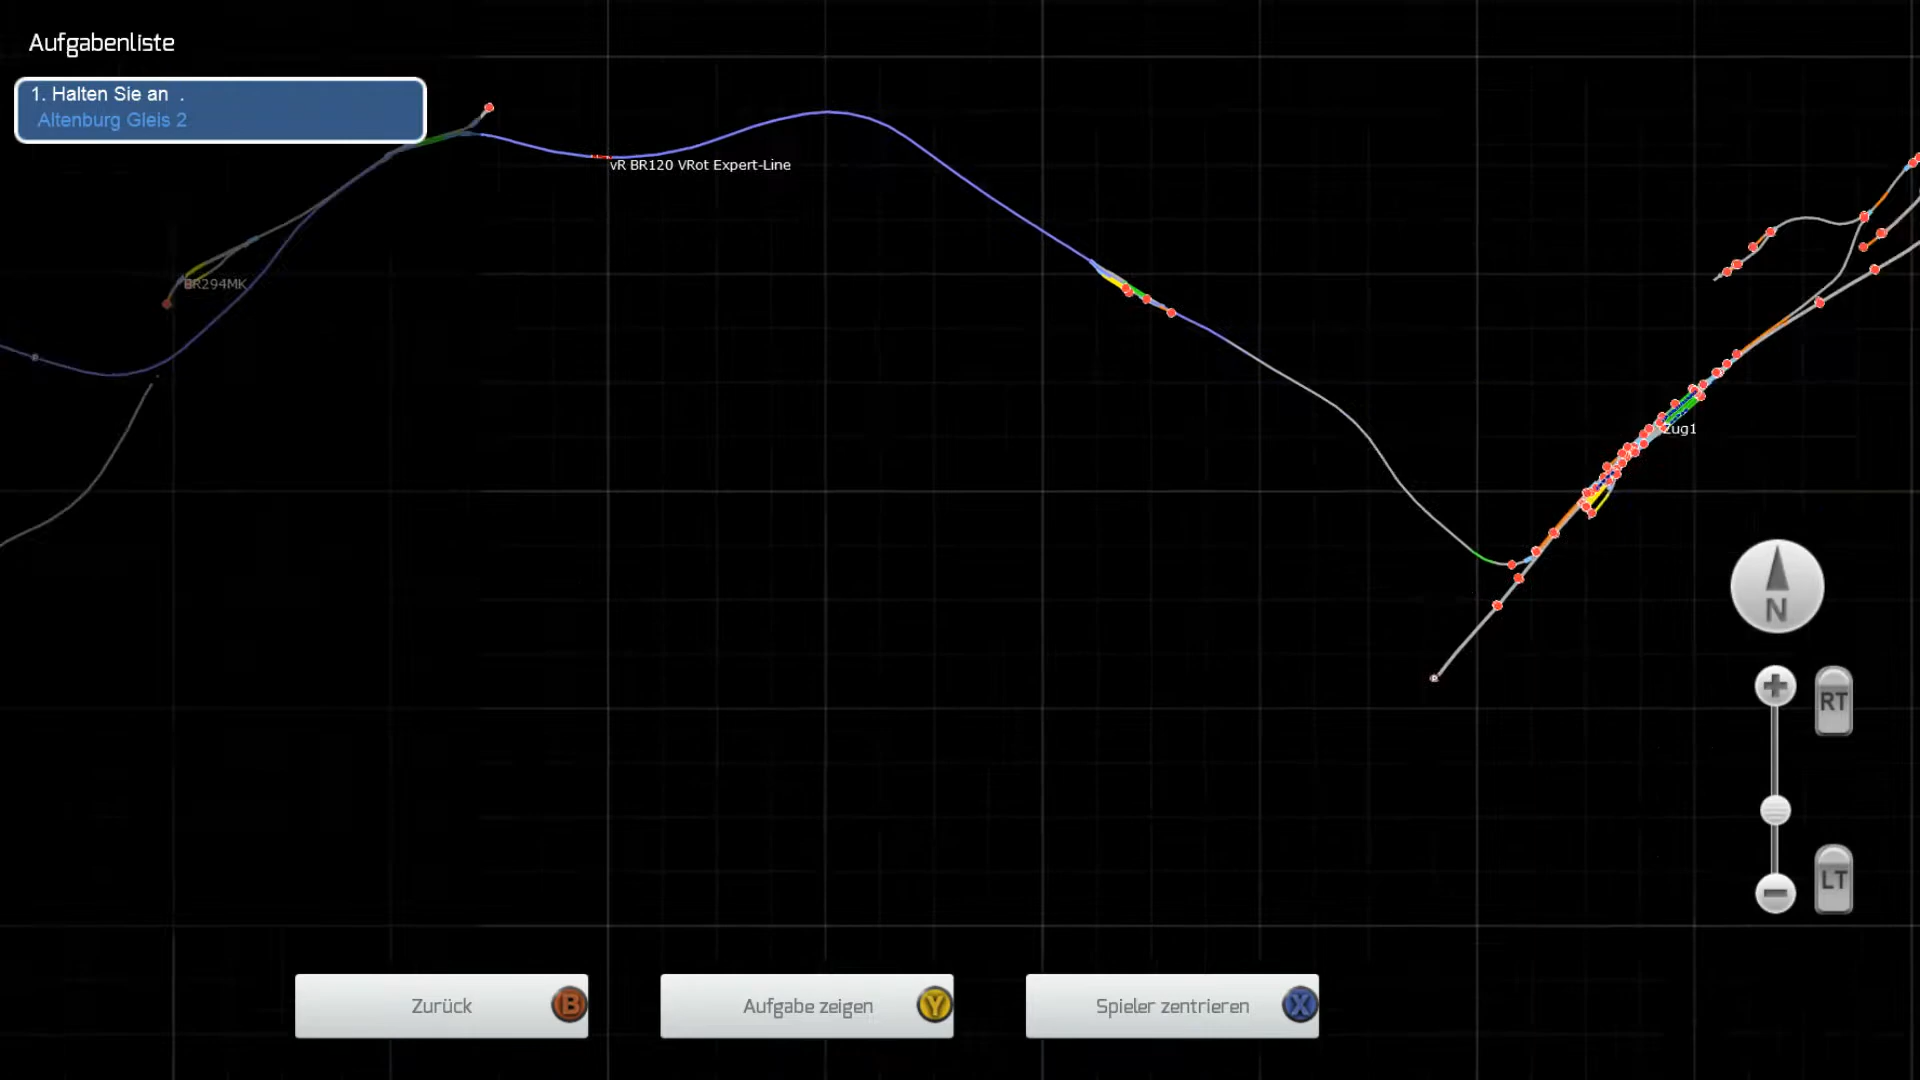 Aufgabenliste
1. Halten Sie an  .
Altenburg Gleis 2
vR BR120 VRot Expert-Line
BR294MK
Zug1
N
RT
LT
Zurück B
Aufgabe zeigen Y
Spieler zentrieren X